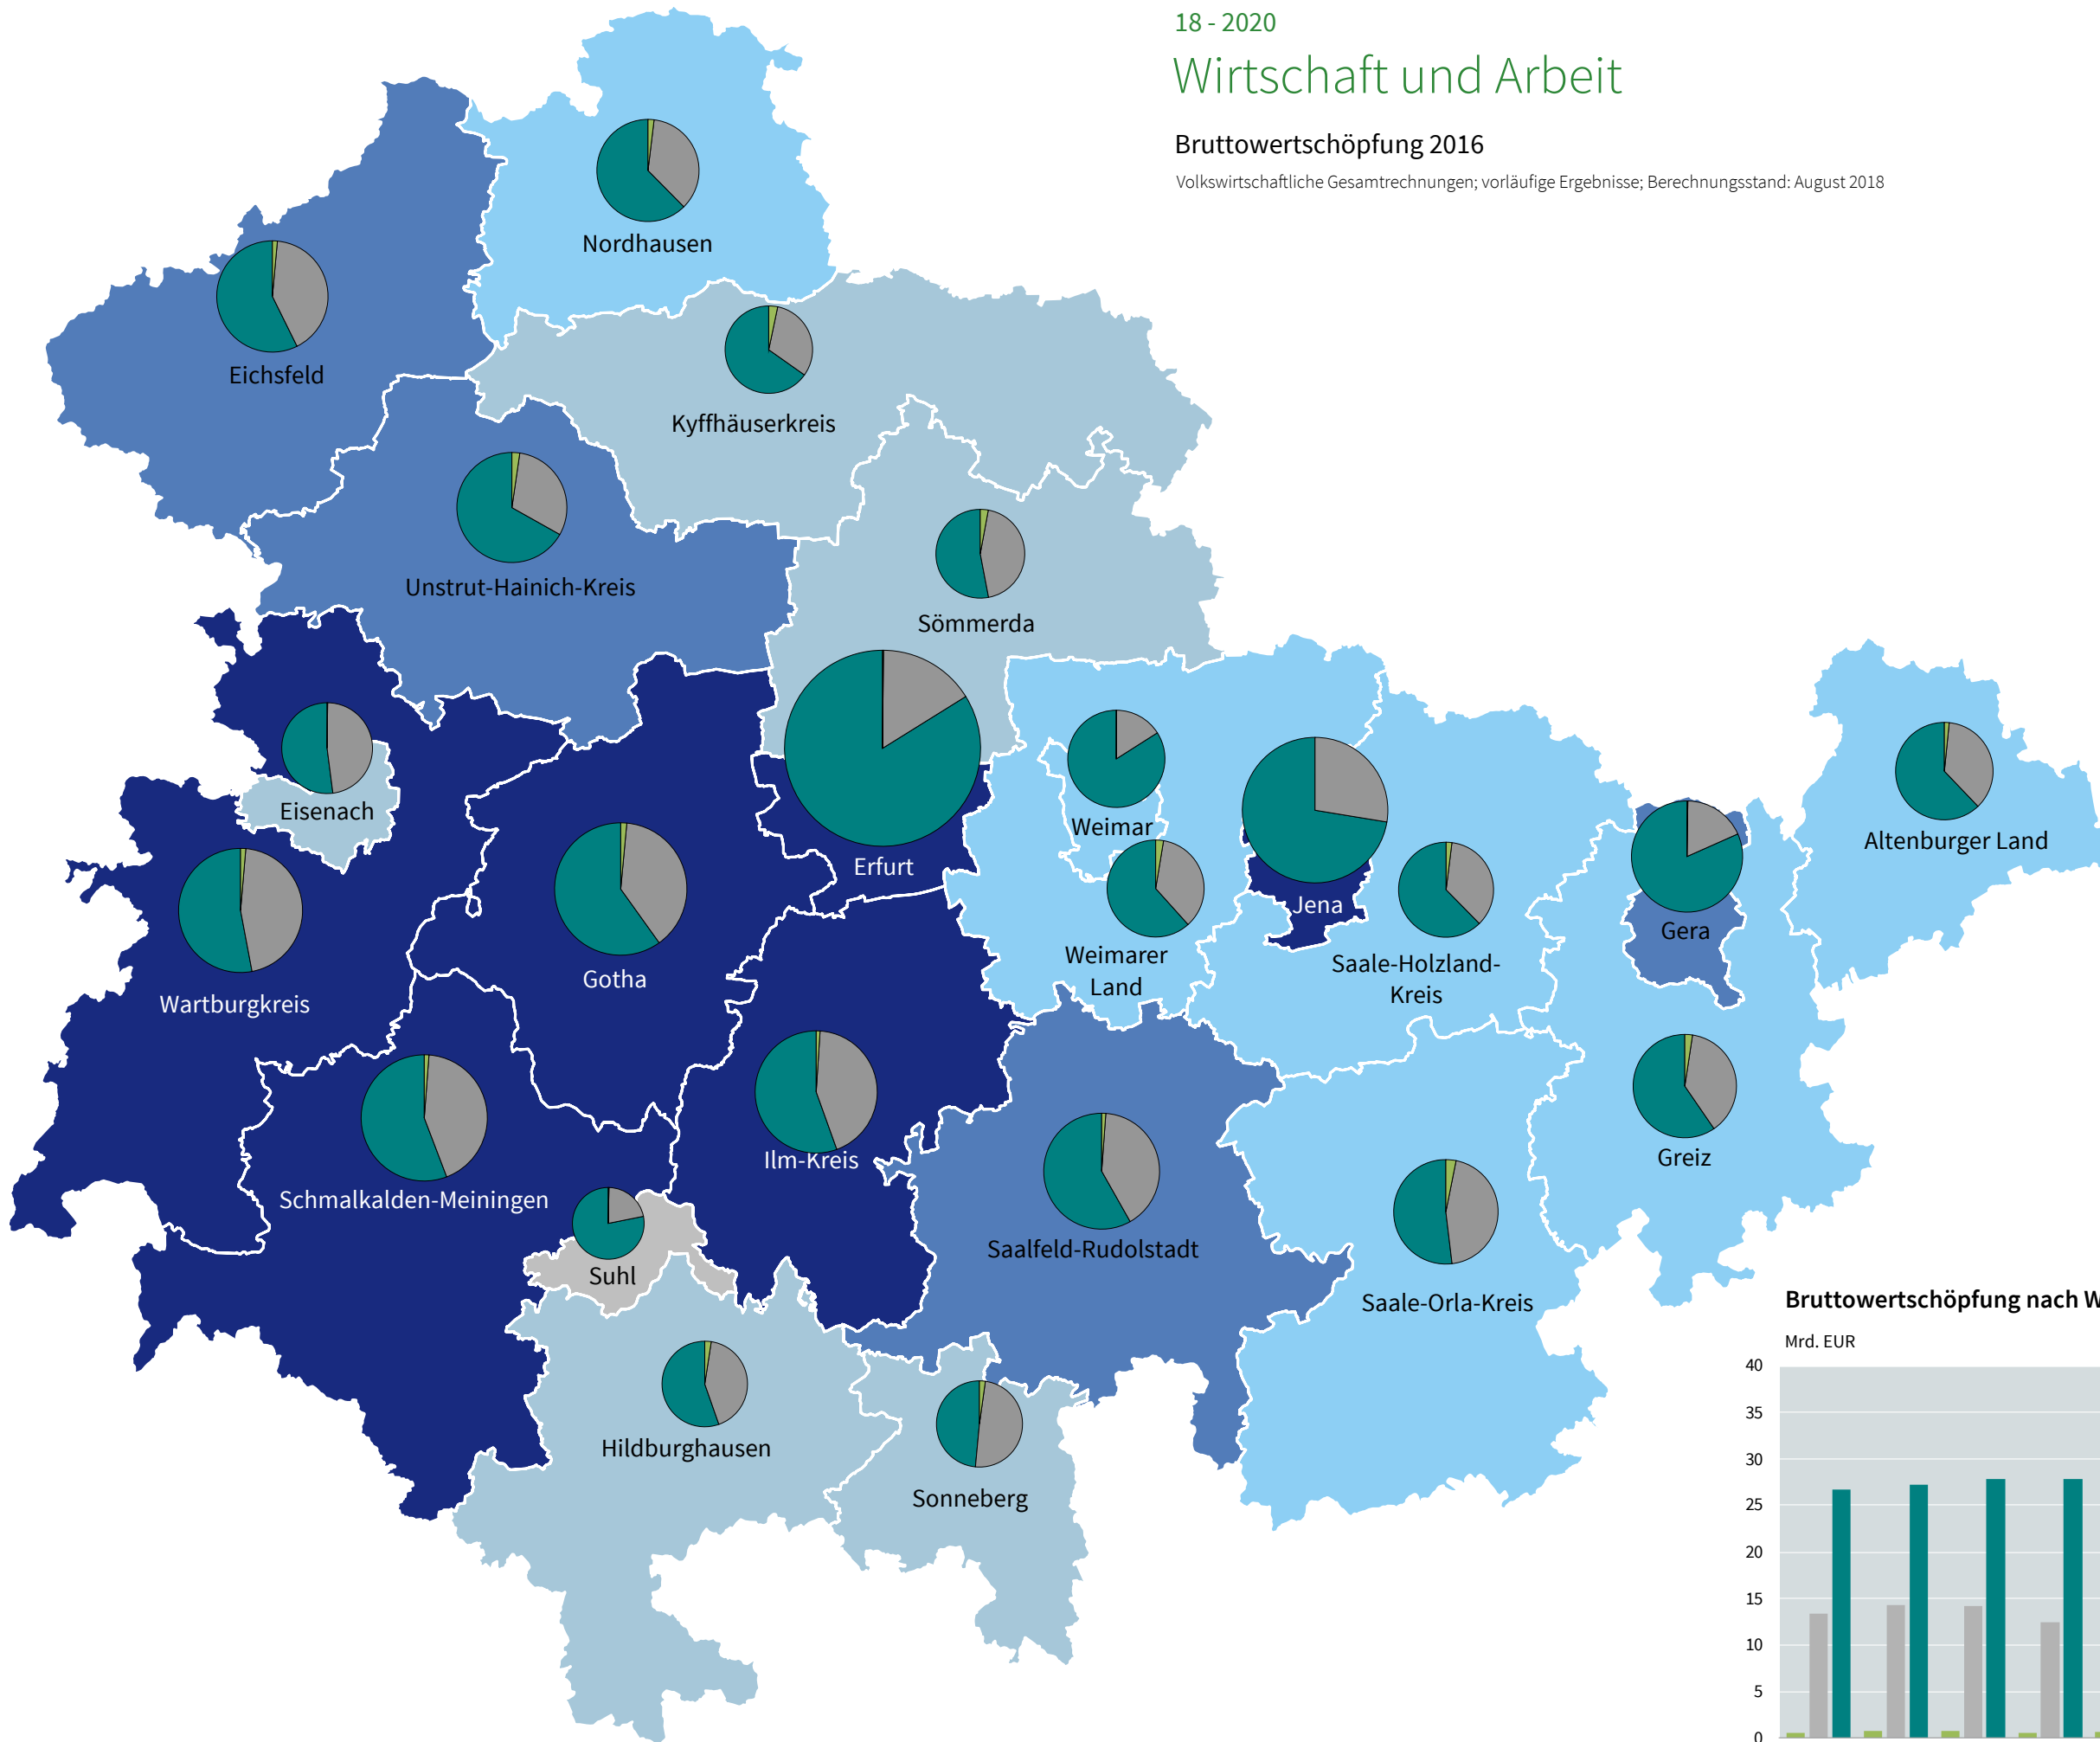 18 - 2020
Wirtschaft und Arbeit
Bruttowertschöpfung 2016
Volkswirtschaftliche Gesamtrechnungen; vorläufige Ergebnisse; Berechnungsstand: August 2018
Nordhausen
Eichsfeld
Kyffhäuserkreis
Unstrut-Hainich-Kreis
Sömmerda
Eisenach
Weimar
Altenburger Land
Erfurt
Jena
Gera
Weimarer
Land
Saale-Holzland-
Kreis
Gotha
Wartburgkreis
Ilm-Kreis
Greiz
Schmalkalden-Meiningen
Saalfeld-Rudolstadt
Suhl
Saale-Orla-Kreis
Hildburghausen
Sonneberg
Bruttowertschöpfung nach W
Mrd. EUR
40
35
30
25
20
15
10
5
0